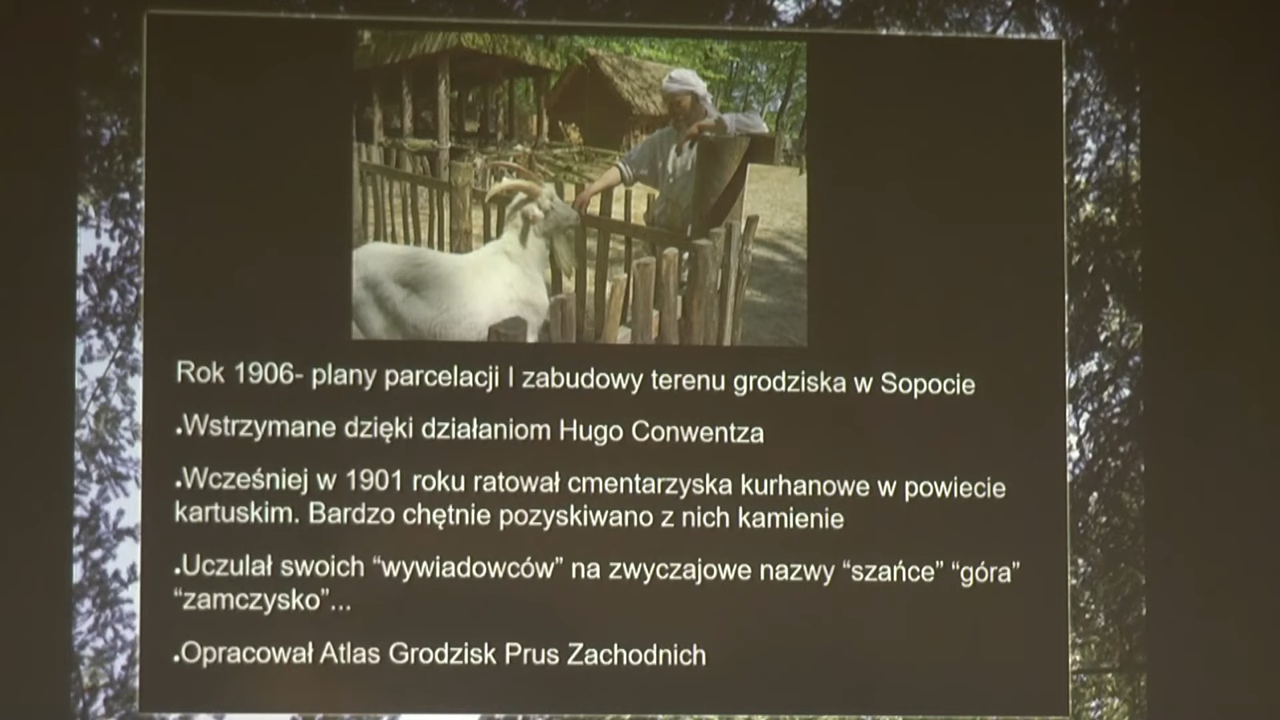 Rok 1906- plany parcelacji I zabudowy terenu grodziska w Sopocie
.Wstrzymane dzięki działaniom Hugo Conwentza
.Wcześniej w 1901 roku ratował cmentarzyska kurhanowe w powiecie
kartuskim. Bardzo chętnie pozyskiwano z nich kamienie
.Uczulał swoich “wywiadowców” na zwyczajowe nazwy “szańce” “góra”
“zamczysko”...
.Opracował Atlas Grodzisk Prus Zachodnich